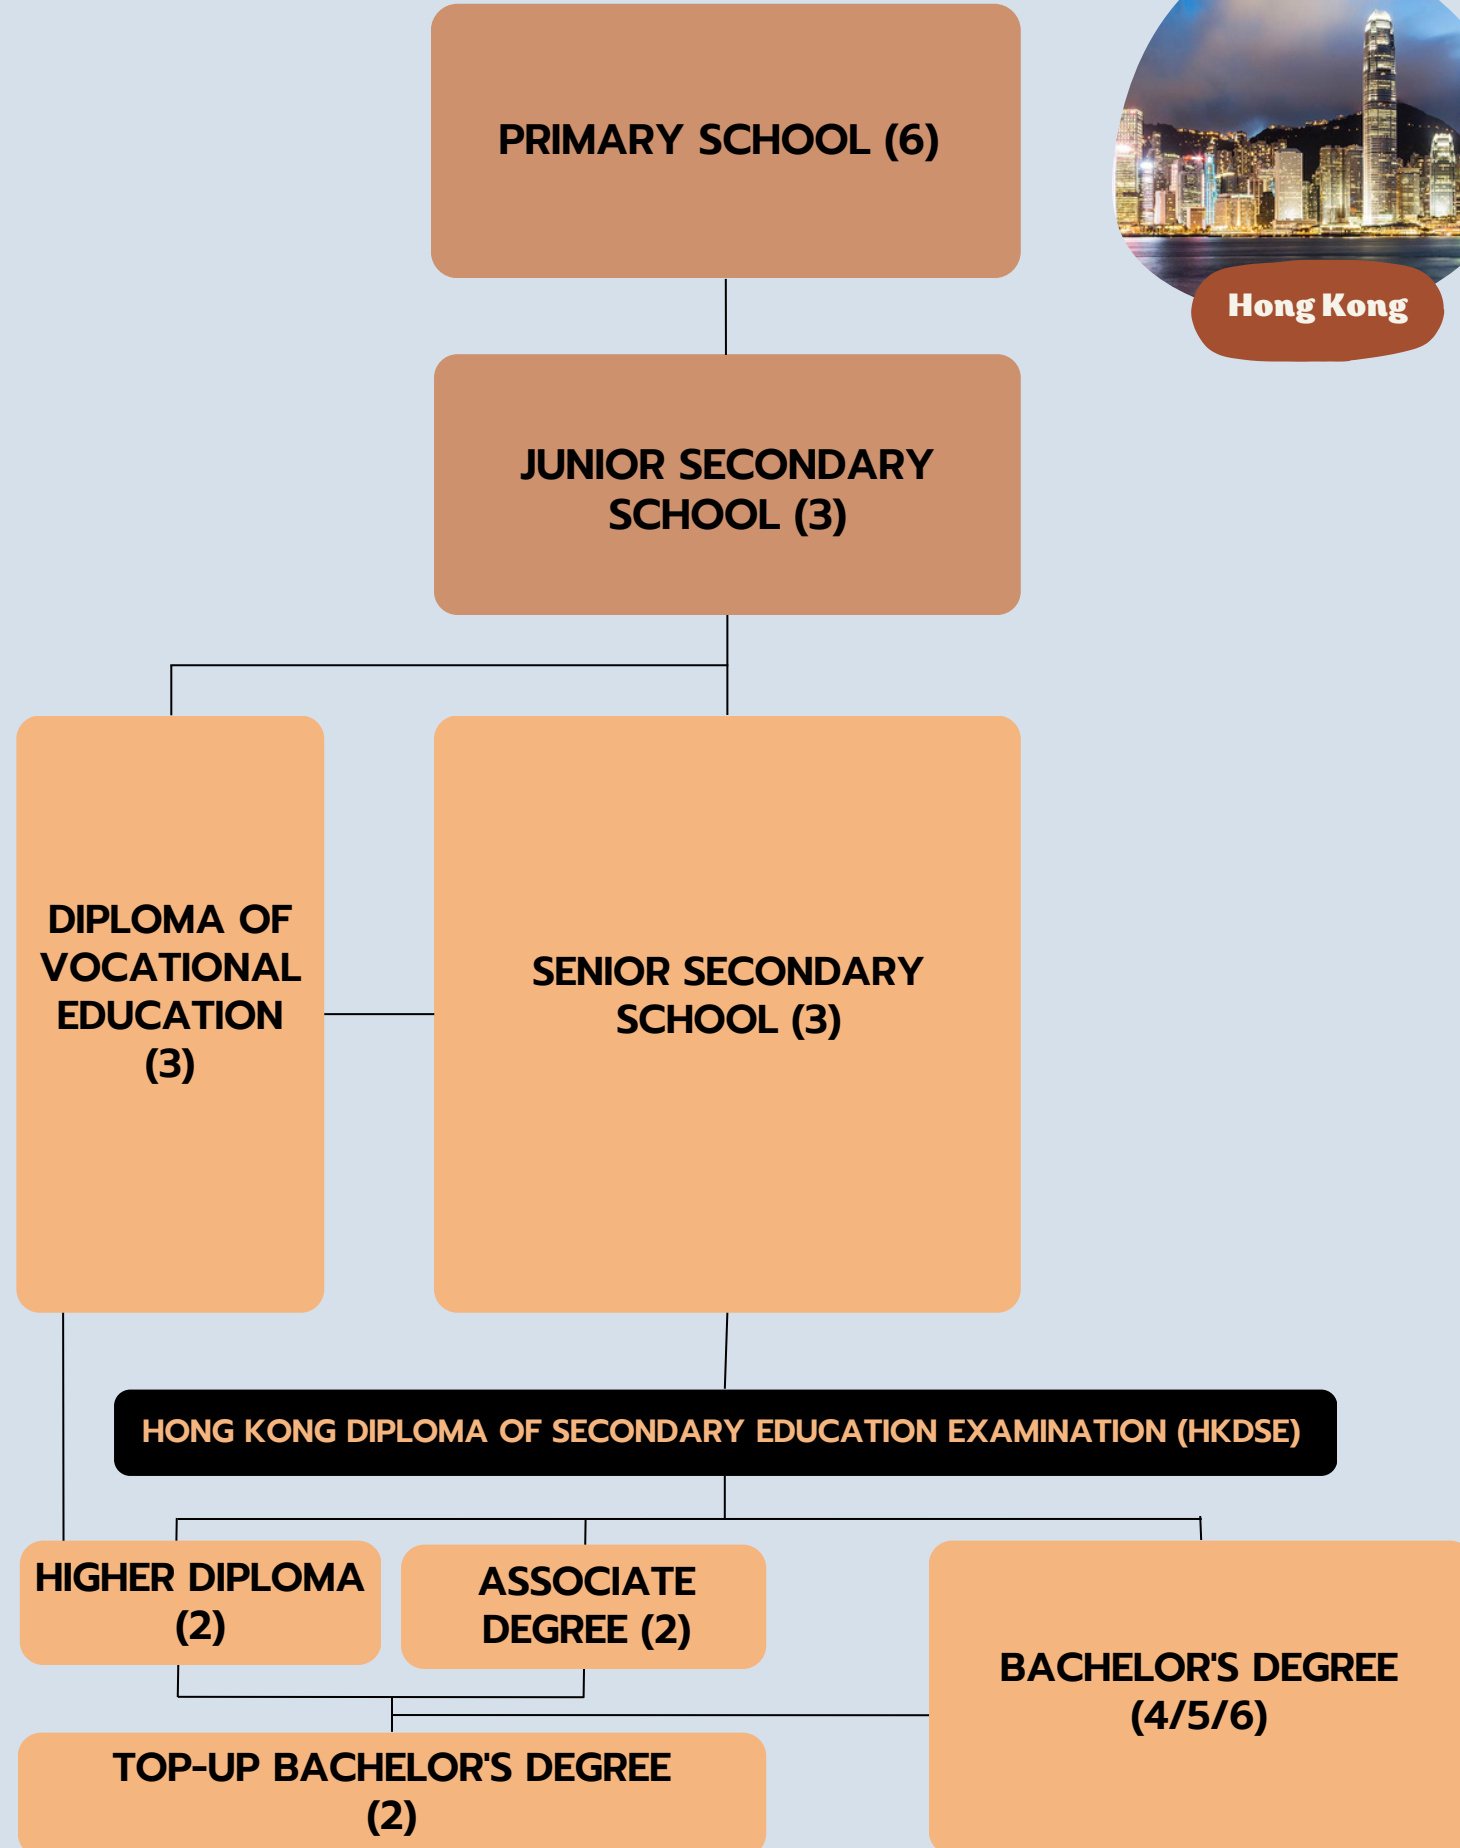 PRIMARY SCHOOL (6)
Hong Kong
JUNIOR SECONDARY
SCHOOL (3)
DIPLOMA OF
VOCATIONAL
EDUCATION
(3)
SENIOR SECONDARY
SCHOOL (3)
HONG KONG DIPLOMA OF SECONDARY EDUCATION EXAMINATION (HKDSE)
HIGHER DIPLOMA
(2)
ASSOCIATE
DEGREE (2)
BACHELOR'S DEGREE
(4/5/6)
TOP-UP BACHELOR'S DEGREE
(2)